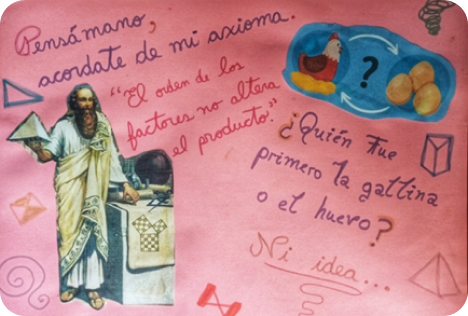 Pensámano,
acordate de mi axioma.
"El orden de los
factores no altera
el producto."
?
¿Quién fue
primero la gallina
o el huevo?
Ni idea...